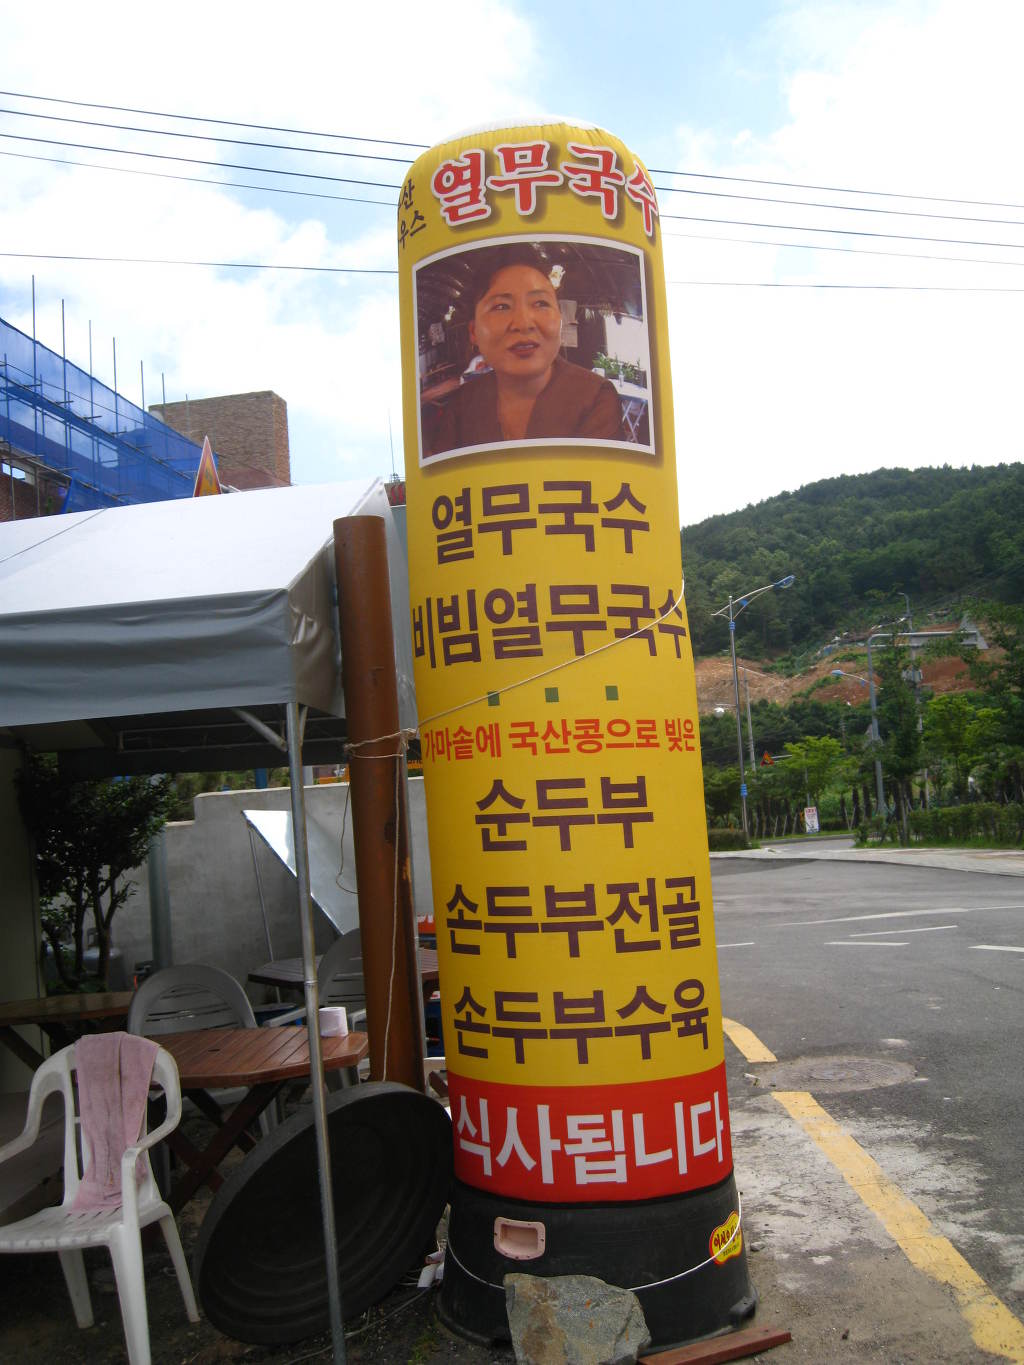 열무국수
열무국수
비빔열무국수
가마솥에 국산콩으로 빚은
순두부
손두부전골
손두부수육
식사됩니다